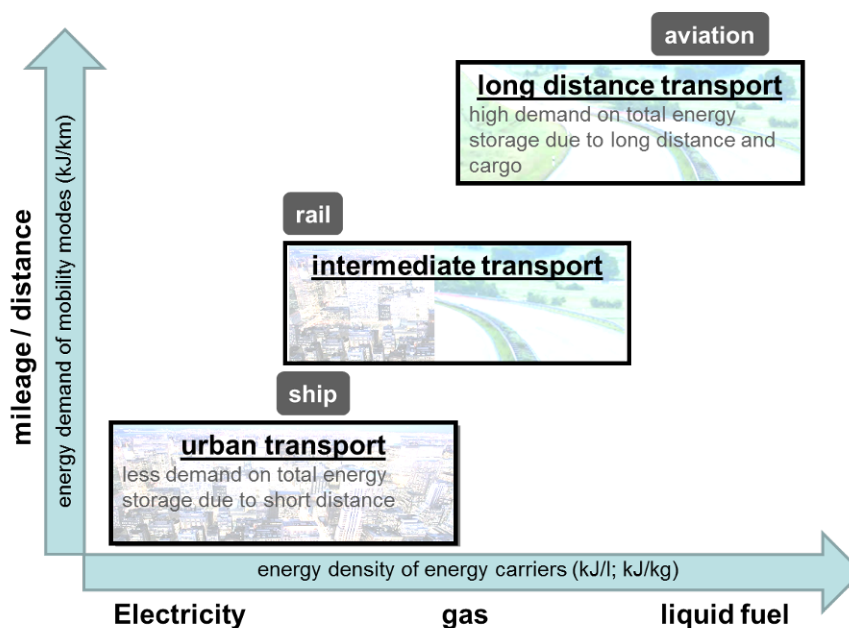 aviation
long distance transport
high demand on total energy
storage due to long distance and
cargo
rail
intermediate transport
ship
urban transport
less demand on total energy
storage due to short distance
mileage / distance
energy demand of mobility modes (kJ/km)
energy density of energy carriers (kJ/l; kJ/kg)
Electricity gas liquid fuel